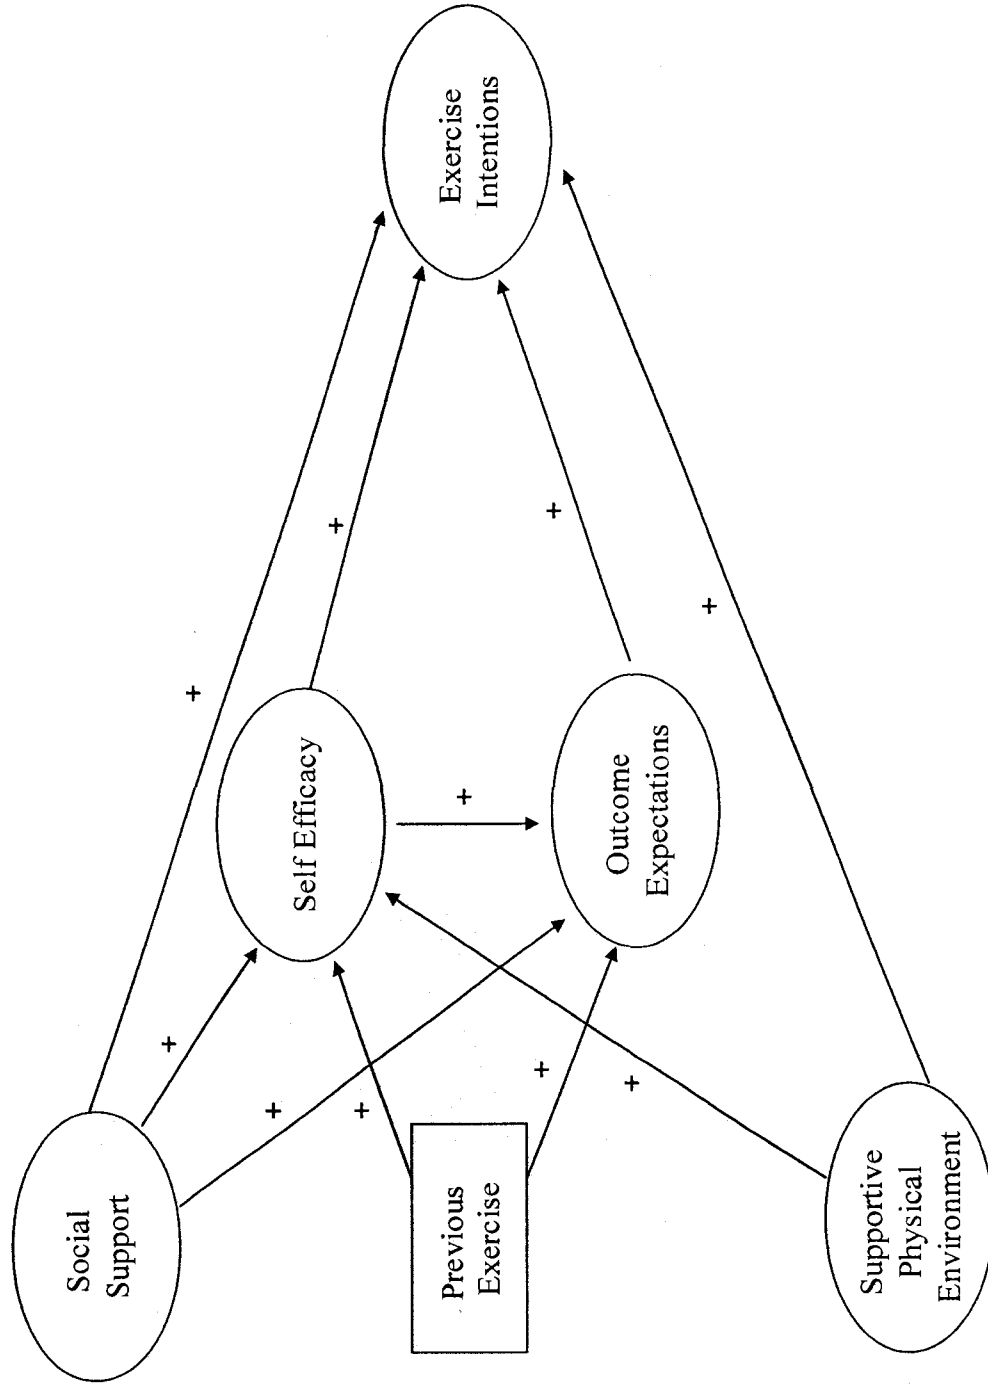 Social
Support
+
+
+
Self Efficacy
+
+
Previous
Exercise
+
+
+
Outcome
Expectations
+
Exercise
Intentions
Supportive
Physical
Environment
+